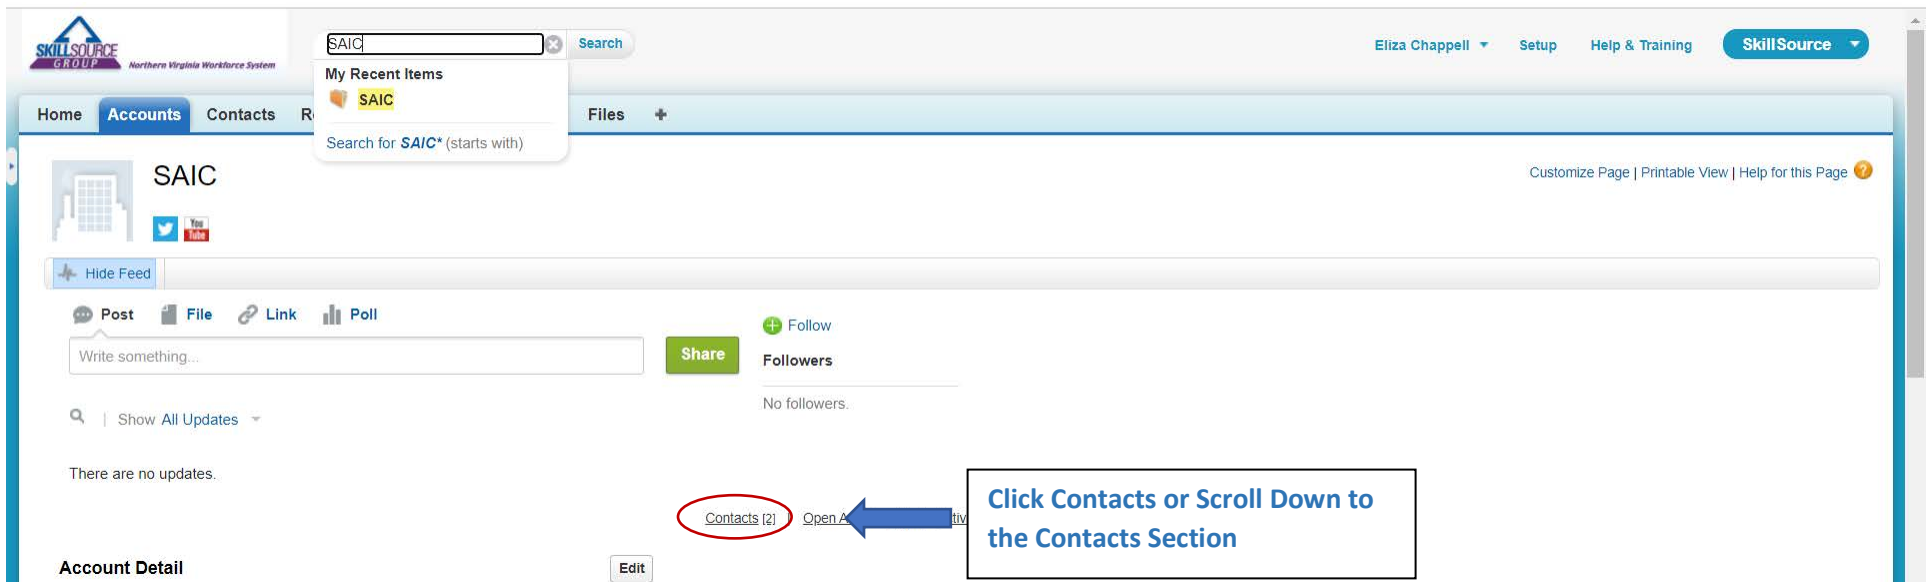 SKILLSOURCE
GROUP Northern Virginia Workforce System
SAIC Search
Eliza Chappell Setup Help & Training SkillSource
My Recent Items
SAIC
Search for SAIC* (starts with)
Home Accounts Contacts R Files
SAIC
Customize Page | Printable View | Help for this Page ?
You
Tube
Hide Feed
Post File Link Poll
Write something...
Share
Follow
Followers
No followers.
Show All Updates
There are no updates.
Contacts [2] | Open A
Click Contacts or Scroll Down to
the Contacts Section
Account Detail Edit